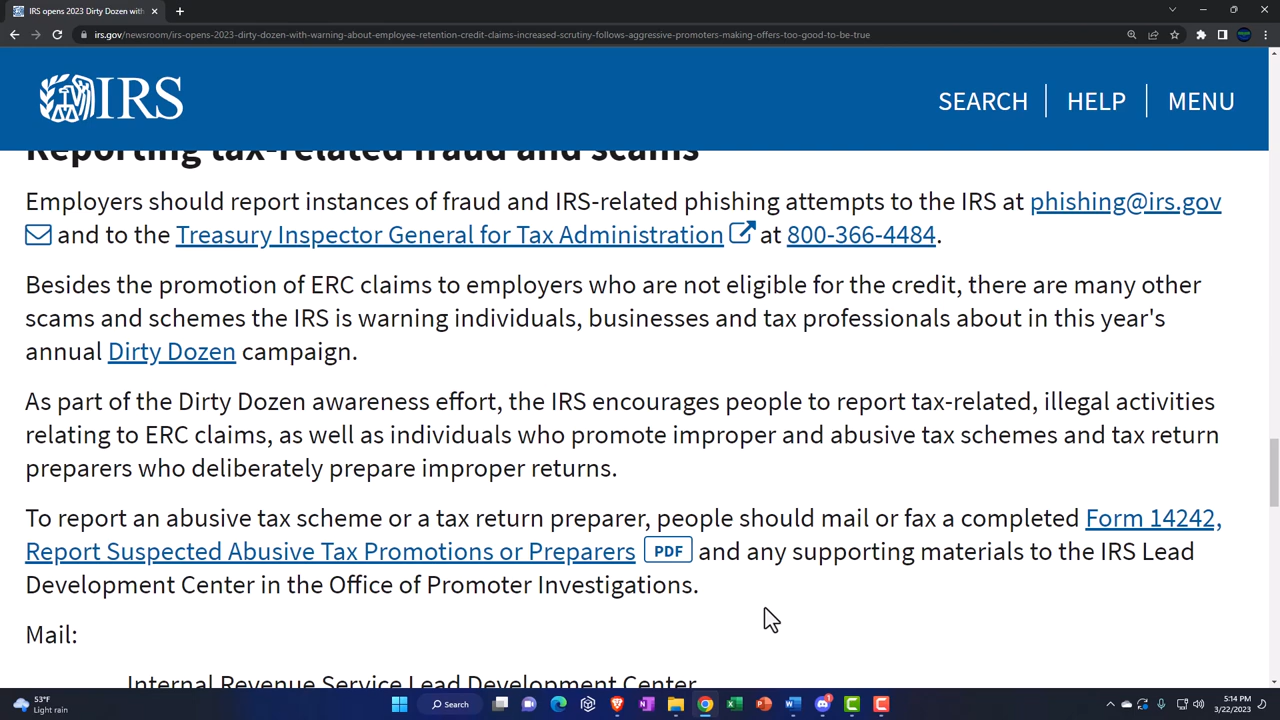 IRS opens 2023 Dirty Dozen with
irs.gov/newsroom/irs-opens-2023-dirty-dozen-with-warning-about-employee-retention-credit-claims-increased-scrutiny-follows-aggressive-promoters-making-offers-too-good-to-be-true
IRS
SEARCH
HELP
MENU
Reporting tax-related fraud and scams
Employers should report instances of fraud and IRS-related phishing attempts to the IRS at phishing@irs.gov
and to the Treasury Inspector General for Tax Administration at 800-366-4484.
Besides the promotion of ERC claims to employers who are not eligible for the credit, there are many other
scams and schemes the IRS is warning individuals, businesses and tax professionals about in this year's
annual Dirty Dozen campaign.
As part of the Dirty Dozen awareness effort, the IRS encourages people to report tax-related, illegal activities
relating to ERC claims, as well as individuals who promote improper and abusive tax schemes and tax return
preparers who deliberately prepare improper returns.
To report an abusive tax scheme or a tax return preparer, people should mail or fax a completed Form 14242,
Report Suspected Abusive Tax Promotions or Preparers PDF and any supporting materials to the IRS Lead
Development Center in the Office of Promoter Investigations.
Mail:
Internal Revenue Service Lead Development Center
53°F
Light rain
Search
1
5:14 PM
3/22/2023